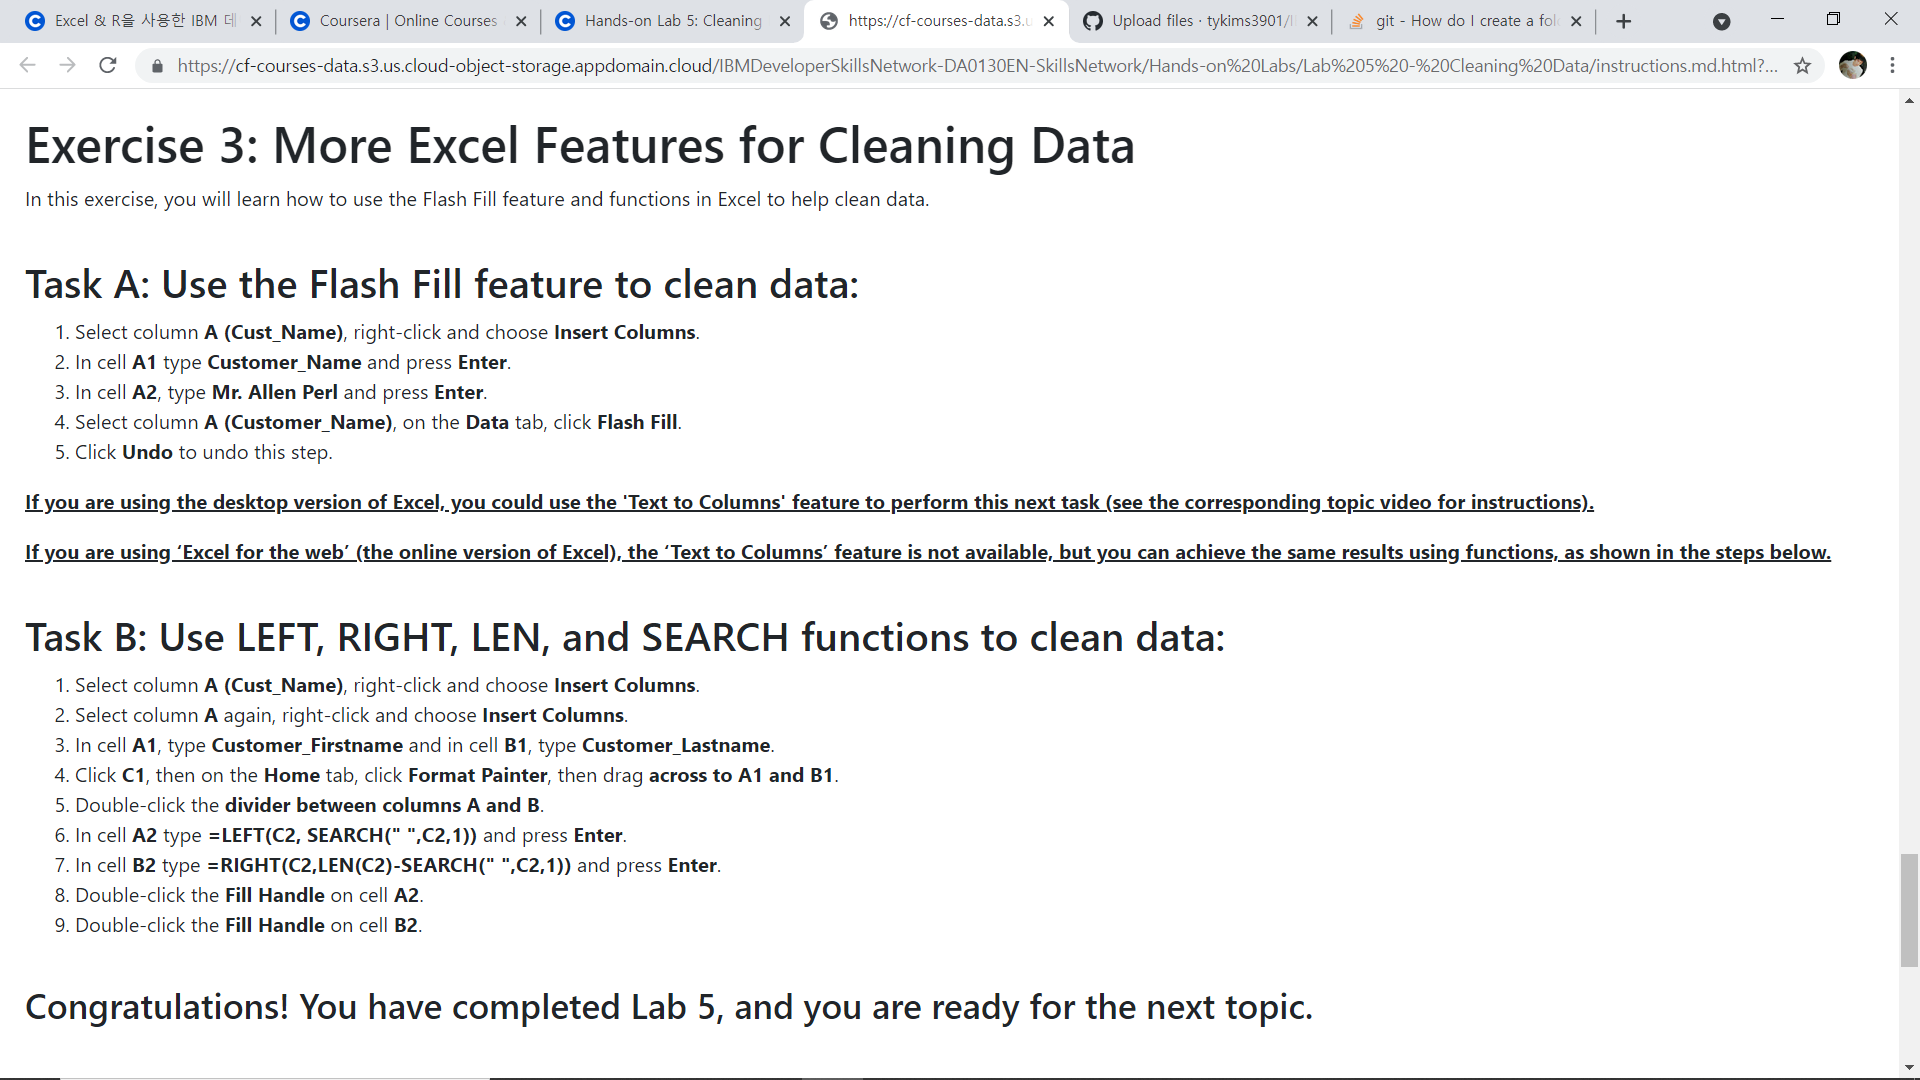 Excel & R을 사용한 IBM 데
Coursera | Online Courses
Hands-on Lab 5: Cleaning
https://cf-courses-data.s3.u
Upload files · tykims3901/I
git - How do I create a fol
https://cf-courses-data.s3.us.cloud-object-storage.appdomain.cloud/IBMDeveloperSkillsNetwork-DA0130EN-SkillsNetwork/Hands-on%20Labs/Lab%205%20-%20Cleaning%20Data/instructions.md.html?...
Exercise 3: More Excel Features for Cleaning Data
In this exercise, you will learn how to use the Flash Fill feature and functions in Excel to help clean data.
Task A: Use the Flash Fill feature to clean data:
1. Select column A (Cust_Name), right-click and choose Insert Columns.
2. In cell A1 type Customer_Name and press Enter.
3. In cell A2, type Mr. Allen Perl and press Enter.
4. Select column A (Customer_Name), on the Data tab, click Flash Fill.
5. Click Undo to undo this step.
If you are using the desktop version of Excel, you could use the 'Text to Columns' feature to perform this next task (see the corresponding topic video for instructions).
If you are using ‘Excel for the web’ (the online version of Excel), the ‘Text to Columns’ feature is not available, but you can achieve the same results using functions, as shown in the steps below.
Task B: Use LEFT, RIGHT, LEN, and SEARCH functions to clean data:
1. Select column A (Cust_Name), right-click and choose Insert Columns.
2. Select column A again, right-click and choose Insert Columns.
3. In cell A1, type Customer_Firstname and in cell B1, type Customer_Lastname.
4. Click C1, then on the Home tab, click Format Painter, then drag across to A1 and B1.
5. Double-click the divider between columns A and B.
6. In cell A2 type =LEFT(C2, SEARCH(" ",C2,1)) and press Enter.
7. In cell B2 type =RIGHT(C2,LEN(C2)-SEARCH(" ",C2,1)) and press Enter.
8. Double-click the Fill Handle on cell A2.
9. Double-click the Fill Handle on cell B2.
Congratulations! You have completed Lab 5, and you are ready for the next topic.